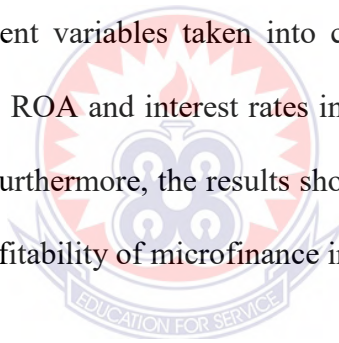 ent variables taken into c
ROA and interest rates in
urthermore, the results sho
fitability of microfinance i
EDUCATION FOR SERVICE